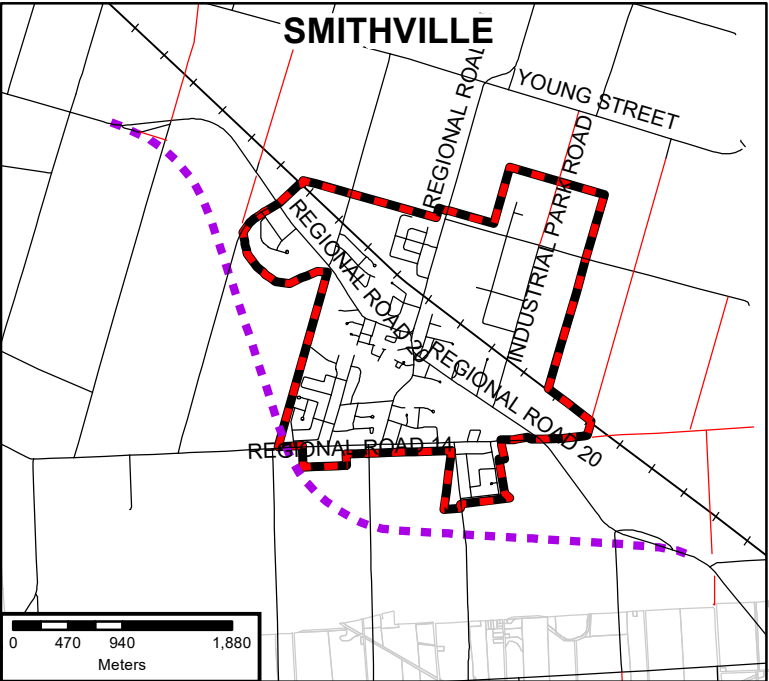 SMITHVILLE
YOUNG STREET
REGIONAL ROAD
INDUSTRIAL PARK ROAD
REGIONAL ROAD 20
REGIONAL ROAD 20
REGIONAL ROAD 14
0 470 940 1,880
Meters